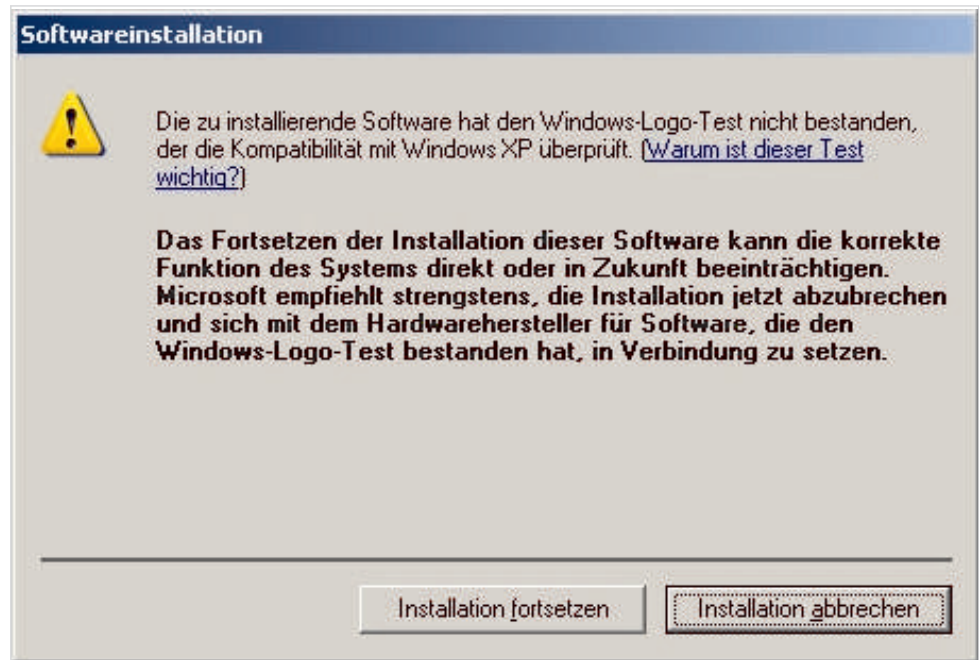 Softwareinstallation
Die zu installierende Software hat den Windows-Logo-Test nicht bestanden,
der die Kompatibilität mit Windows XP überprüft. (Warum ist dieser Test
wichtig?)
Das Fortsetzen der Installation dieser Software kann die korrekte
Funktion des Systems direkt oder in Zukunft beeinträchtigen.
Microsoft empfiehlt strengstens, die Installation jetzt abzubrechen
und sich mit dem Hardwarehersteller für Software, die den
Windows-Logo-Test bestanden hat, in Verbindung zu setzen.
Installation fortsetzen
Installation abbrechen